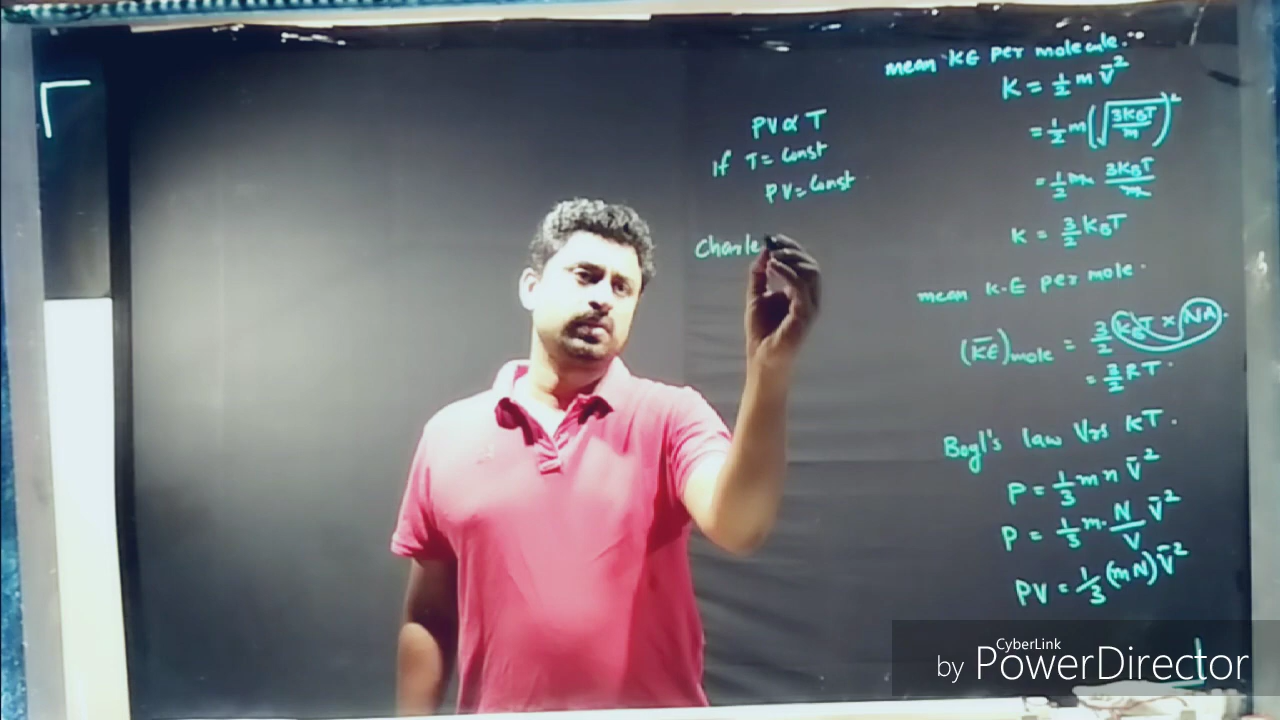 mean KE per molecule.
K = 1/2 m v̄²
= 1/2 m (√(3KBT/m))²
= 1/2 m 3KBT/m
K = 3/2 KBT
mean K.E per mole.
(K̄Ē)mole = 3/2 KBT × NA.
= 3/2 RT.
Boyl's law Vrs KT.
P = 1/3 m n v̄²
P = 1/3 m. N/V v̄²
PV = 1/3 (mN) v̄²
PV ∝ T
If T = Const
PV = Const
Charle
CyberLink
by PowerDirector